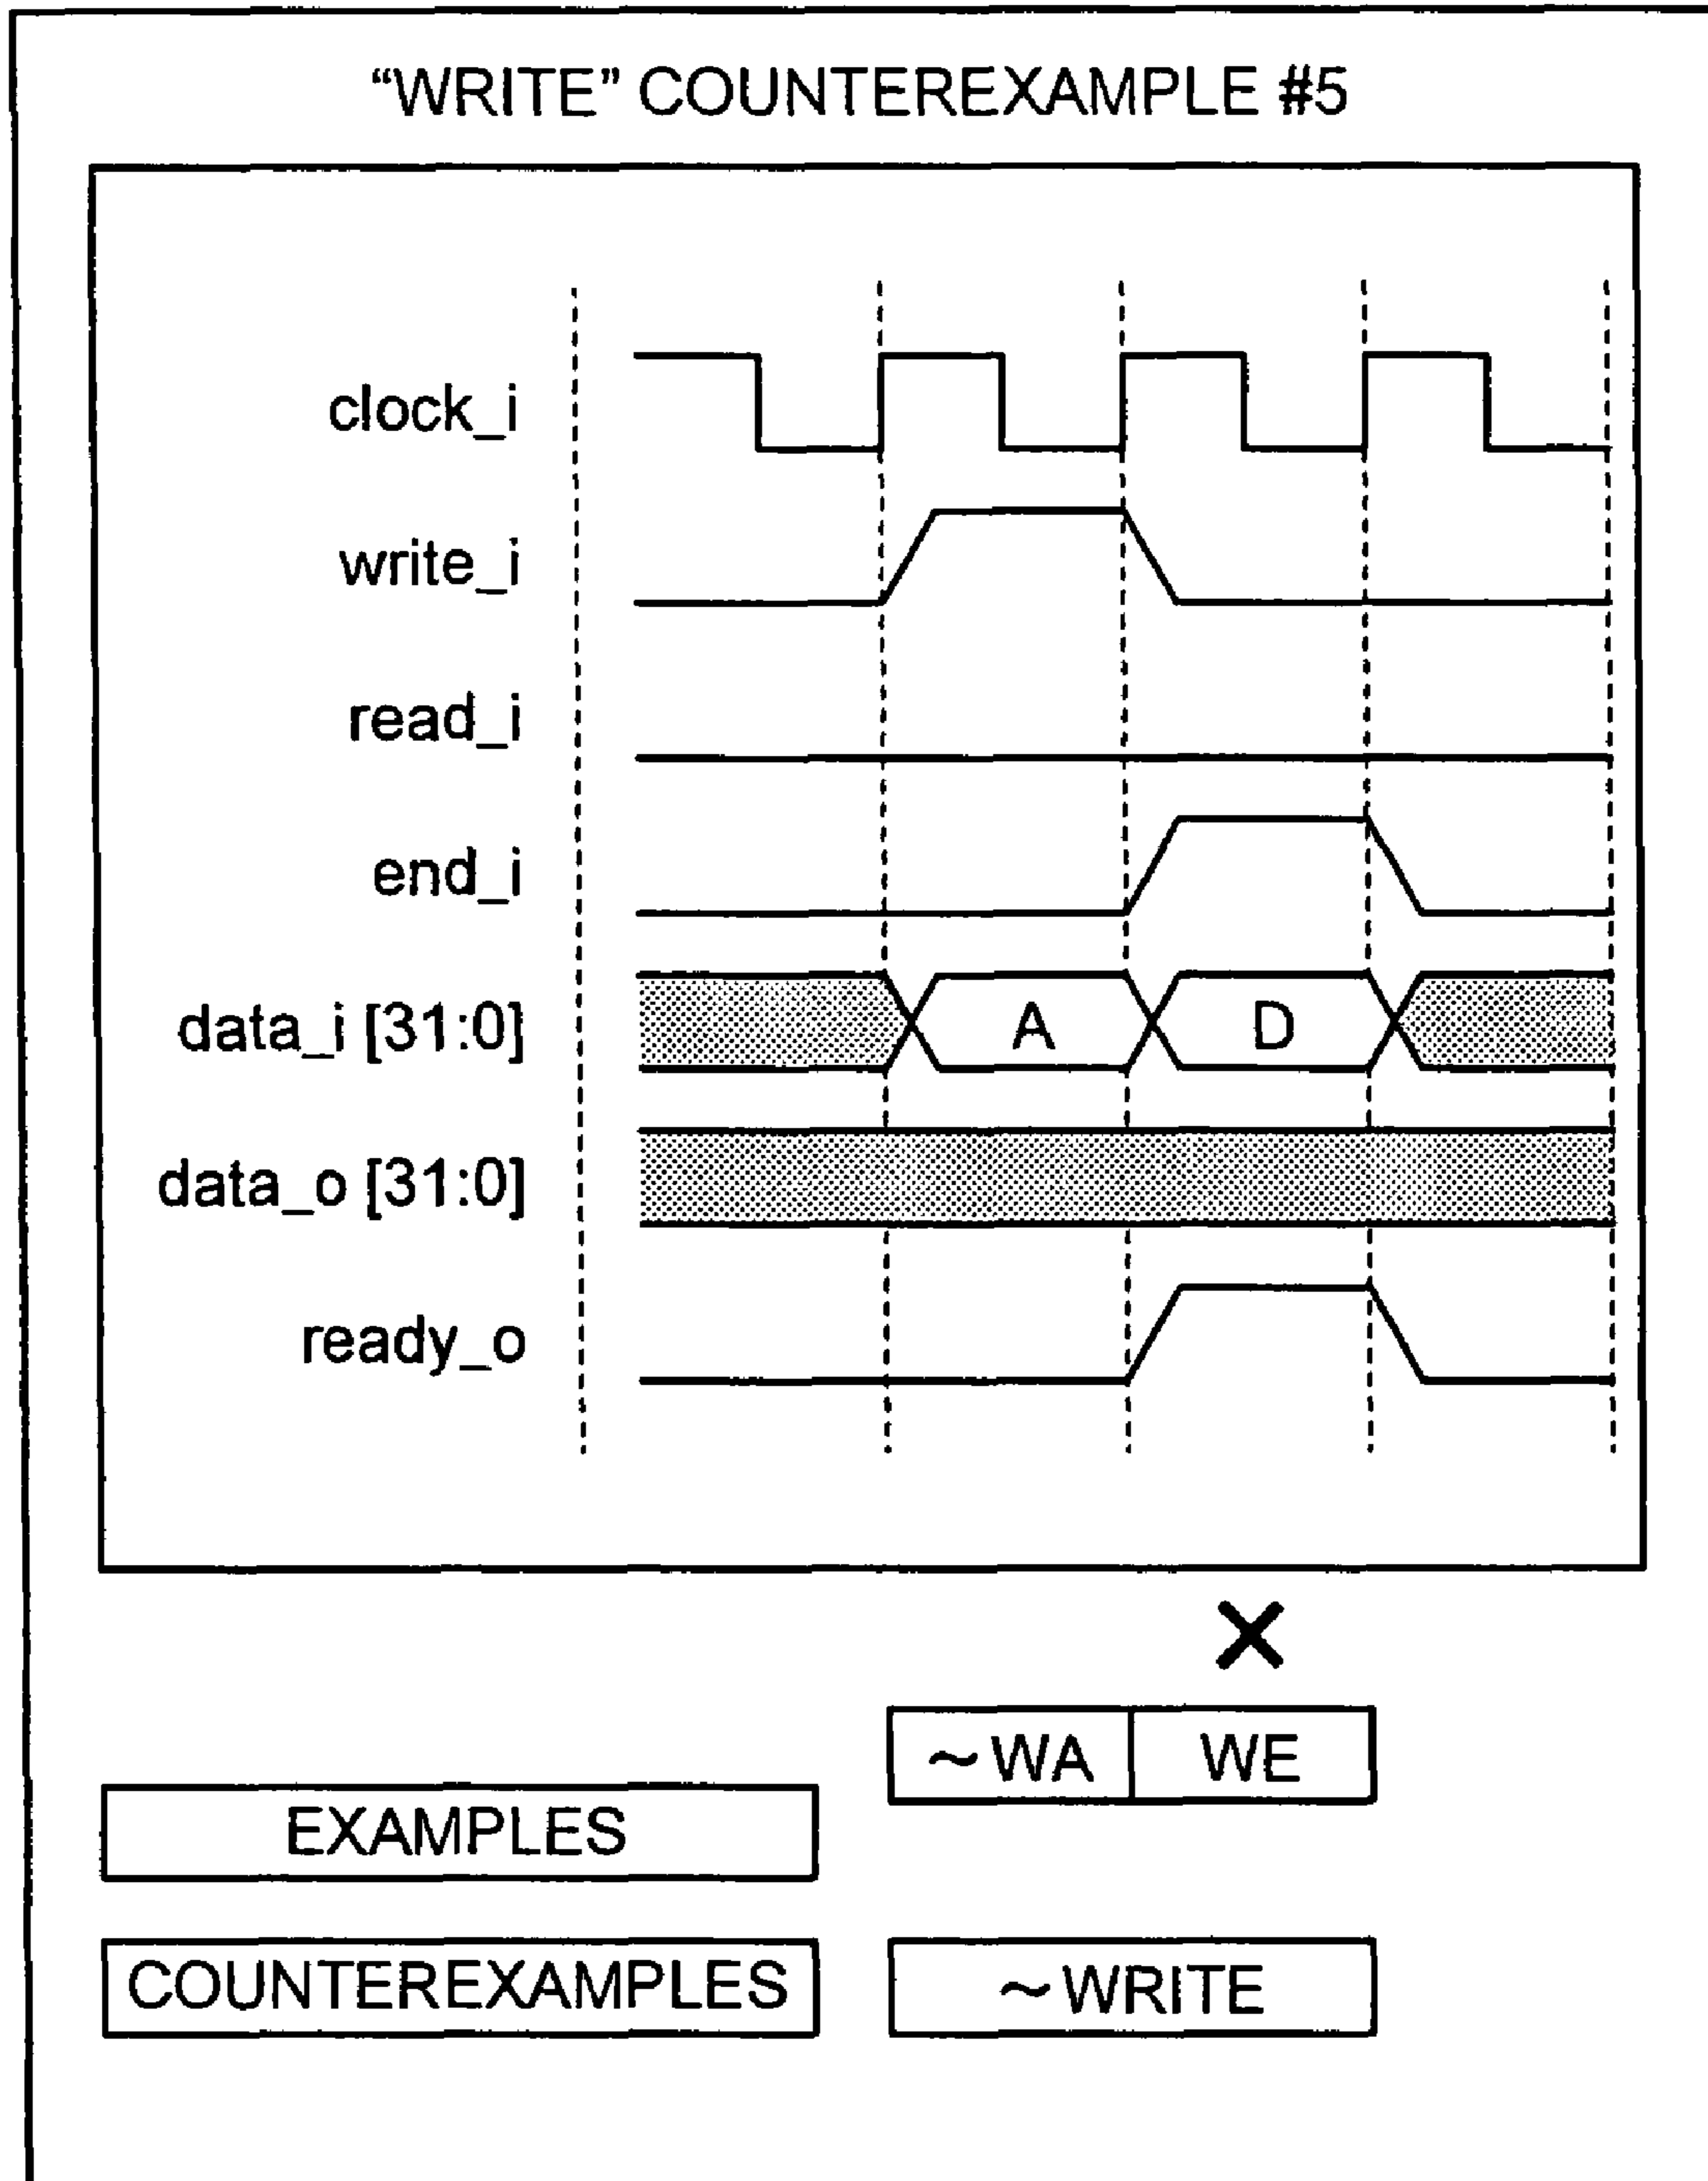 “WRITE” COUNTEREXAMPLE #5
clock_i
write_i
read_i
end_i
data_i [31:0]
A
D
data_o [31:0]
ready_o
×
~WA
WE
EXAMPLES
COUNTEREXAMPLES
~WRITE